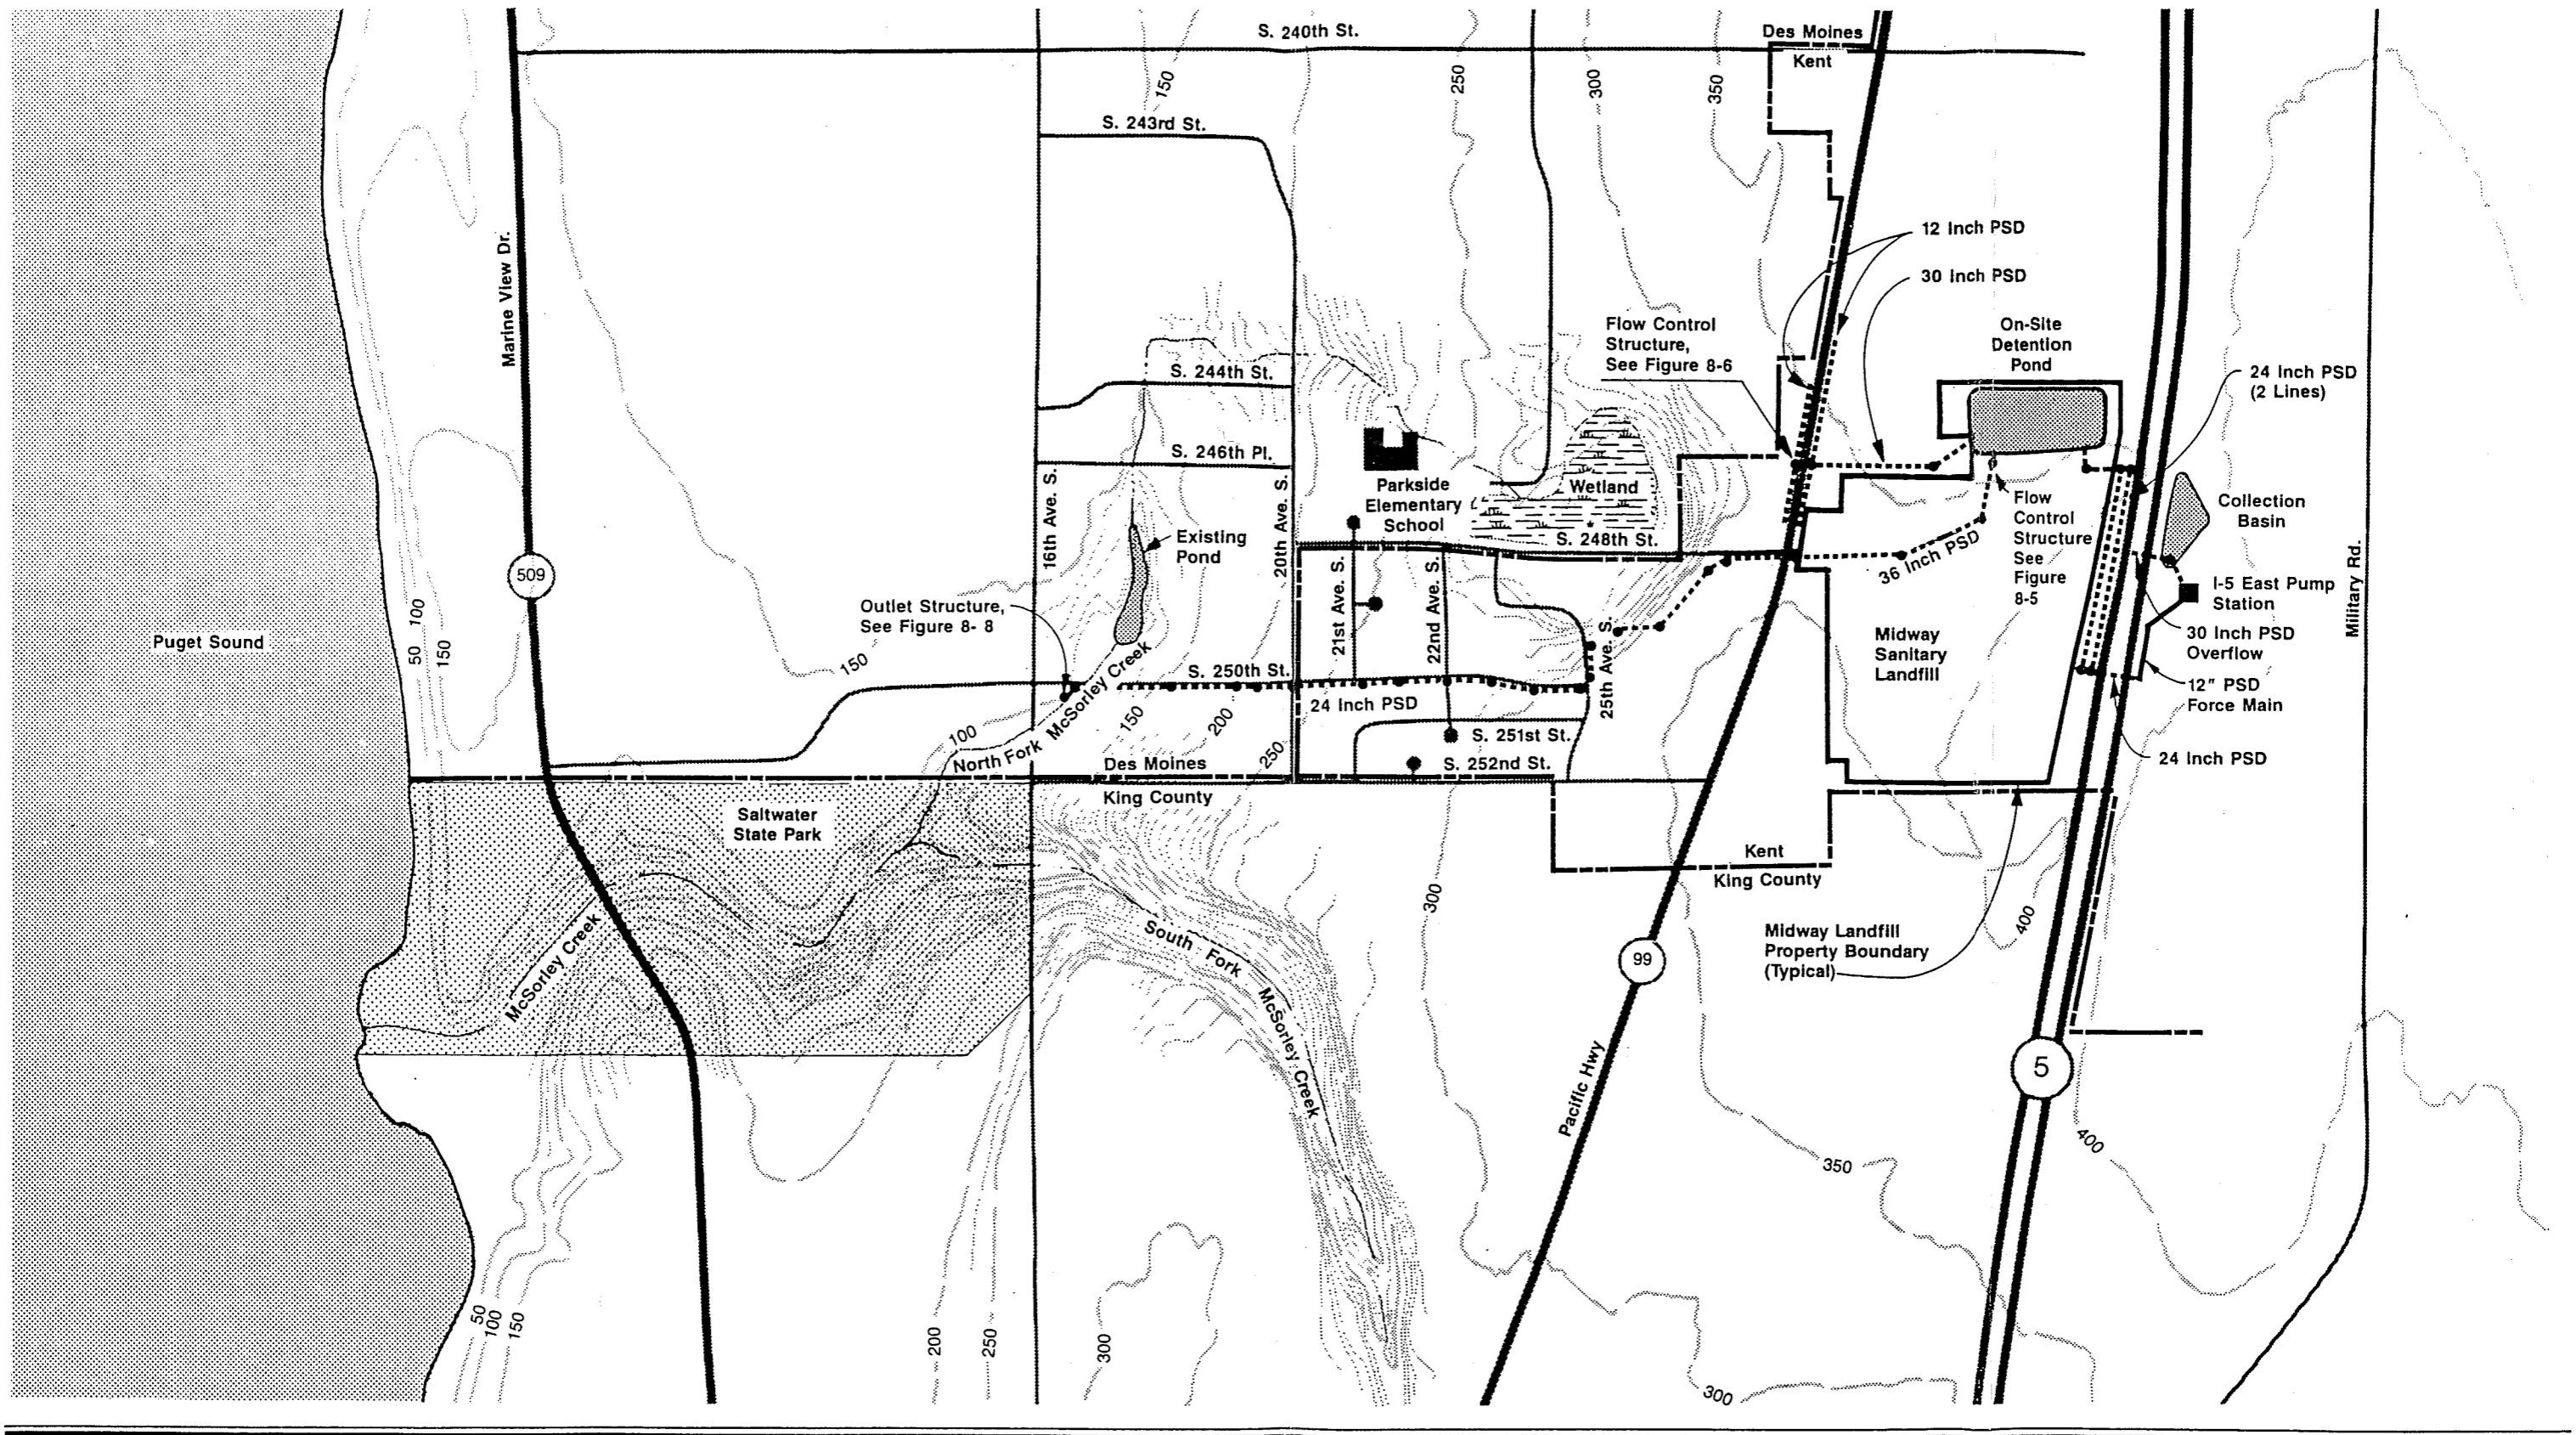 S. 240th St.
Des Moines
Kent
150
250
300
350
S. 243rd St.
Marine View Dr.
12 Inch PSD
30 Inch PSD
Flow Control
Structure,
See Figure 8-6
On-Site
Detention
Pond
24 Inch PSD
(2 Lines)
S. 244th St.
S. 246th Pl.
16th Ave. S.
20th Ave. S.
Parkside
Elementary
School
Wetland
S. 248th St.
Flow
Control
Structure
See
Figure
8-5
Collection
Basin
Existing
Pond
36 Inch PSD
509
Outlet Structure,
See Figure 8- 8
21st Ave. S.
22nd Ave. S.
25th Ave. S.
I-5 East Pump
Station
30 Inch PSD
Overflow
12" PSD
Force Main
24 Inch PSD
Military Rd.
Puget Sound
50
100
150
150
Midway
Sanitary
Landfill
S. 250th St.
24 Inch PSD
North Fork McSorley Creek
100
150
200
250
S. 251st St.
S. 252nd St.
Des Moines
King County
Saltwater
State Park
Kent
King County
McSorley Creek
South Fork McSorley Creek
300
99
Midway Landfill
Property Boundary
(Typical)
400
5
Pacific Hwy
350
400
50
100
150
200
250
300
300